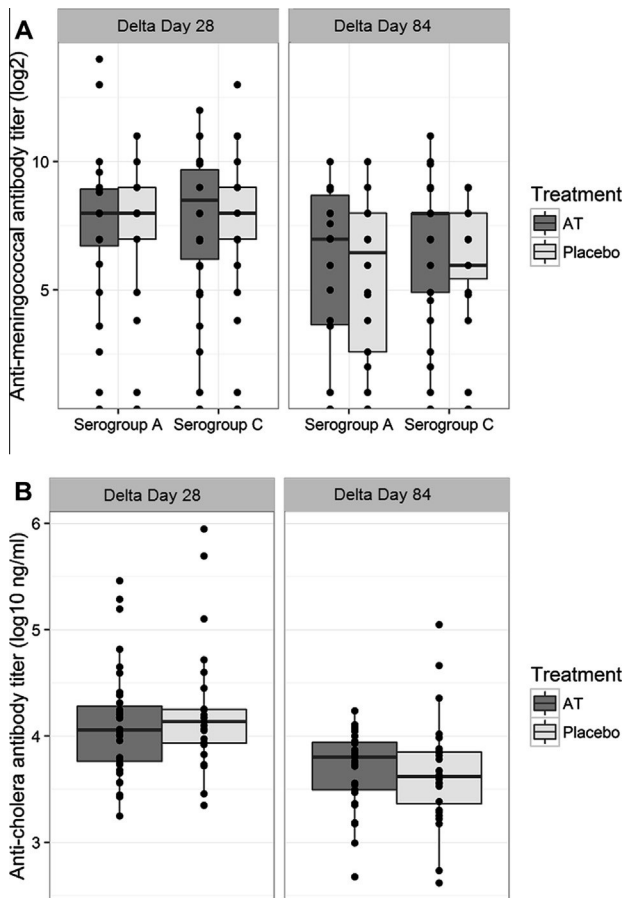 A
Delta Day 28
Delta Day 84
Anti-meningococcal antibody titer (log2)
10
5
Serogroup A
Serogroup C
Serogroup A
Serogroup C
Treatment
AT
Placebo
B
Delta Day 28
Delta Day 84
Anti-cholera antibody titer (log10 ng/ml)
6
5
4
3
Treatment
AT
Placebo